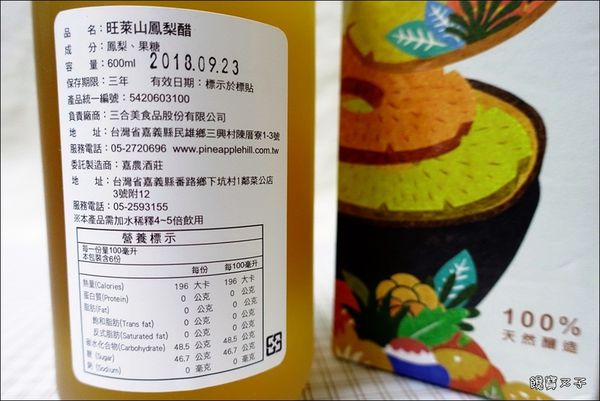 品　名：旺萊山鳳梨醋
成　分：鳳梨、果糖
容　量：600ml
2018.09.23
保存期限：三年　有效日期：標示於標貼
產品統一編號：5420603100
負責廠商：三合美食品股份有限公司
地　址：台灣省嘉義縣民雄鄉三興村陳厝寮1-3號
服務電話：05-2720696 www.pineapplehill.com.tw
委託製造商：嘉農酒莊
地　址：台灣省嘉義縣番路鄉下坑村1鄰菜公店
3號附12
服務電話：05-2593155
※本產品需加水稀釋4~5倍飲用
營養標示
每一份量100毫升
本包裝含6份
每份　每100毫升
熱量(Calories) 196 大卡 196 大卡
蛋白質(Protein) 0 公克 0 公克
脂肪(Fat) 0 公克 0 公克
飽和脂肪(Trans fat) 0 公克 0 公克
反式脂肪(Saturated fat) 0 公克 0 公克
碳水化合物(Carbohydrate) 48.5 公克 48.5 公克
糖 (Sugar) 46.7 公克 46.7 公克
鈉 (Sodium) 0 毫克 0 毫克
100%
天然釀造
饅寶又子